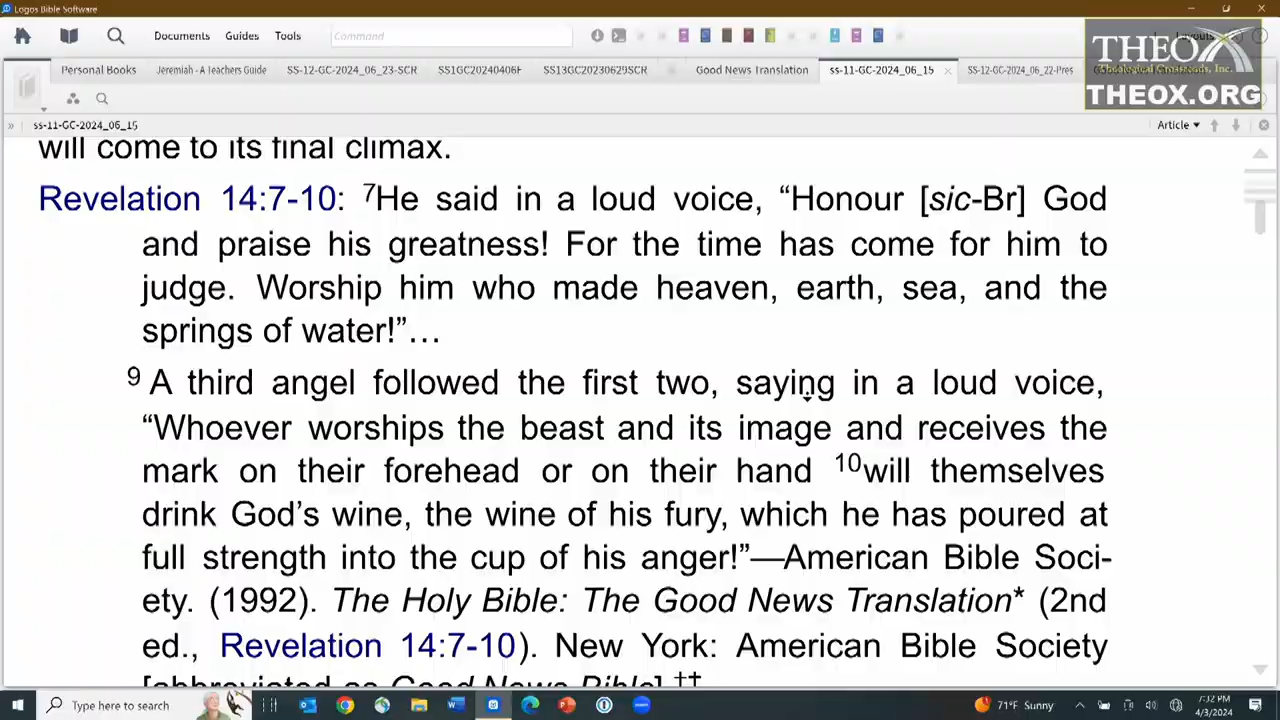 Logos Bible Software
Documents Guides Tools Command
THEOX
Theological Crossroads, Inc.
THEOX.ORG
Personal Books Jeremiah - A Teachers Guide SS-12-GC-2024_06_23-SCR SS13GC20230629SCR Good News Translation ss-11-GC-2024_06_15 SS-12-GC-2024_06_22-Pres
ss-11-GC-2024_06_15 Article
will come to its final climax.
Revelation 14:7-10: 7He said in a loud voice, “Honour [sic-Br] God
and praise his greatness! For the time has come for him to
judge. Worship him who made heaven, earth, sea, and the
springs of water!”…
9 A third angel followed the first two, saying in a loud voice,
“Whoever worships the beast and its image and receives the
mark on their forehead or on their hand 10will themselves
drink God’s wine, the wine of his fury, which he has poured at
full strength into the cup of his anger!”—American Bible Soci-
ety. (1992). The Holy Bible: The Good News Translation* (2nd
ed., Revelation 14:7-10). New York: American Bible Society
[abbreviated as Good News Bible].††
Type here to search
71°F Sunny
7:32 PM
4/3/2024